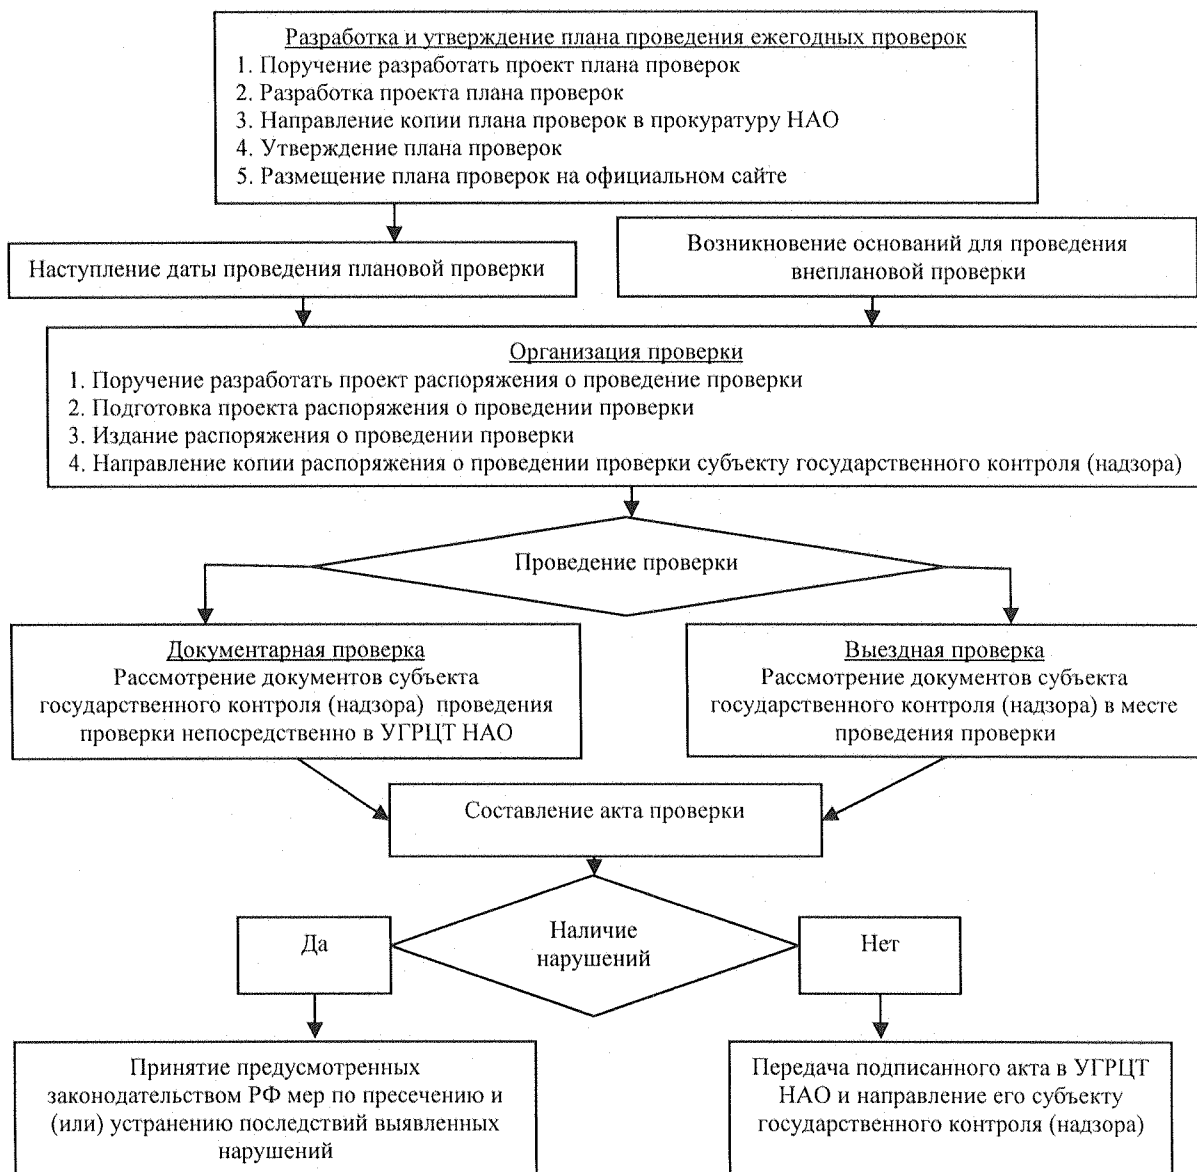 Разработка и утверждение плана проведения ежегодных проверок
1. Поручение разработать проект плана проверок
2. Разработка проекта плана проверок
3. Направление копии плана проверок в прокуратуру НАО
4. Утверждение плана проверок
5. Размещение плана проверок на официальном сайте
Наступление даты проведения плановой проверки
Возникновение оснований для проведения
внеплановой проверки
Организация проверки
1. Поручение разработать проект распоряжения о проведение проверки
2. Подготовка проекта распоряжения о проведении проверки
3. Издание распоряжения о проведении проверки
4. Направление копии распоряжения о проведении проверки субъекту государственного контроля (надзора)
Проведение проверки
Документарная проверка
Рассмотрение документов субъекта
государственного контроля (надзора) проведения
проверки непосредственно в УГРЦТ НАО
Выездная проверка
Рассмотрение документов субъекта
государственного контроля (надзора) в месте
проведения проверки
Составление акта проверки
Да
Наличие
нарушений
Нет
Принятие предусмотренных
законодательством РФ мер по пресечению и
(или) устранению последствий выявленных
нарушений
Передача подписанного акта в УГРЦТ
НАО и направление его субъекту
государственного контроля (надзора)